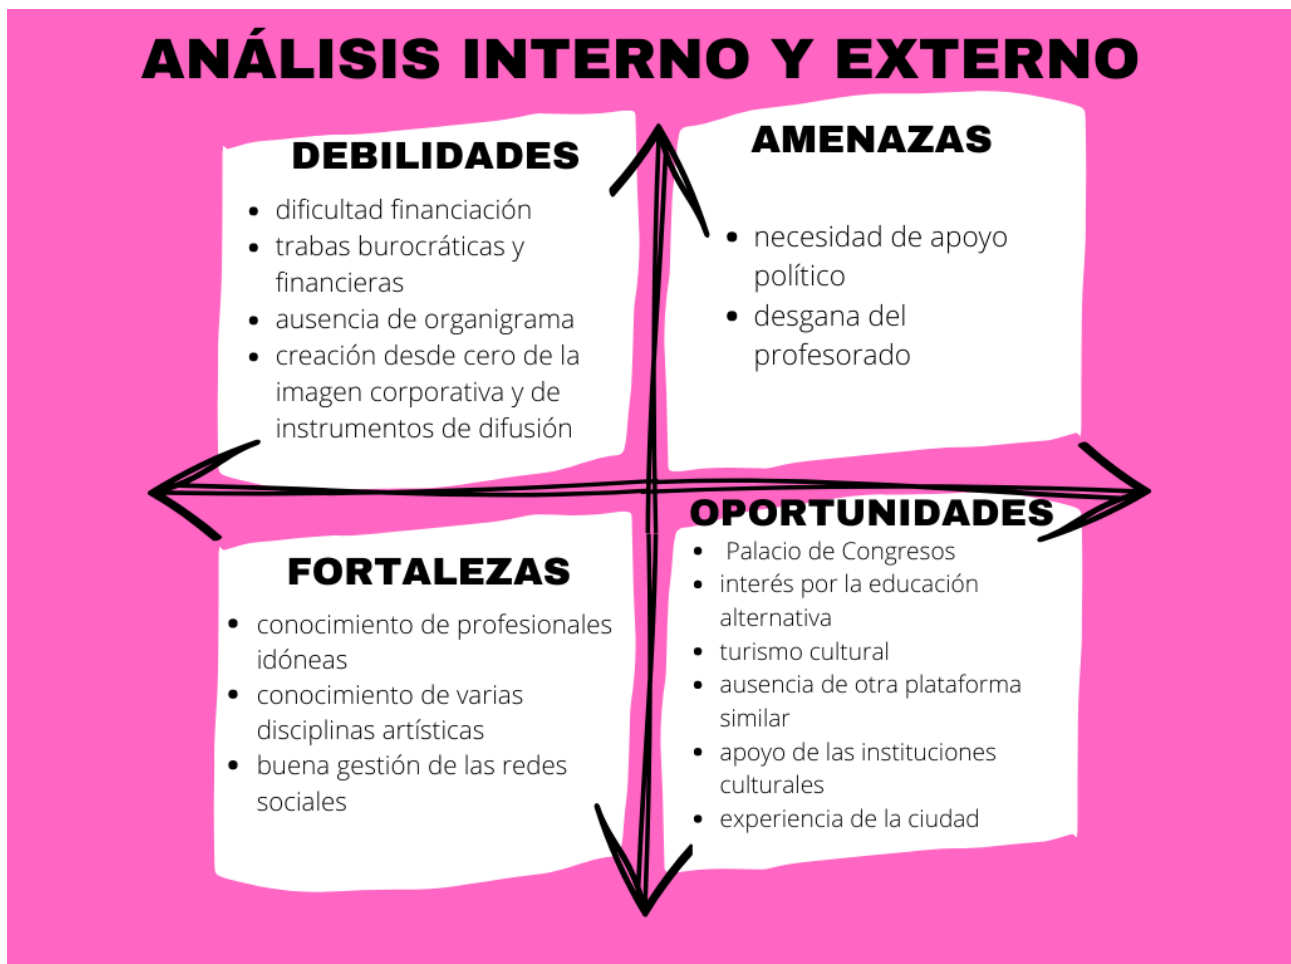 ANÁLISIS INTERNO Y EXTERNO
DEBILIDADES
• dificultad financiación
• trabas burocráticas y
financieras
• ausencia de organigrama
• creación desde cero de la
imagen corporativa y de
instrumentos de difusión
AMENAZAS
• necesidad de apoyo
político
• desgana del
profesorado
FORTALEZAS
• conocimiento de profesionales
idóneas
• conocimiento de varias
disciplinas artísticas
• buena gestión de las redes
sociales
OPORTUNIDADES
• Palacio de Congresos
• interés por la educación
alternativa
• turismo cultural
• ausencia de otra plataforma
similar
• apoyo de las instituciones
culturales
• experiencia de la ciudad